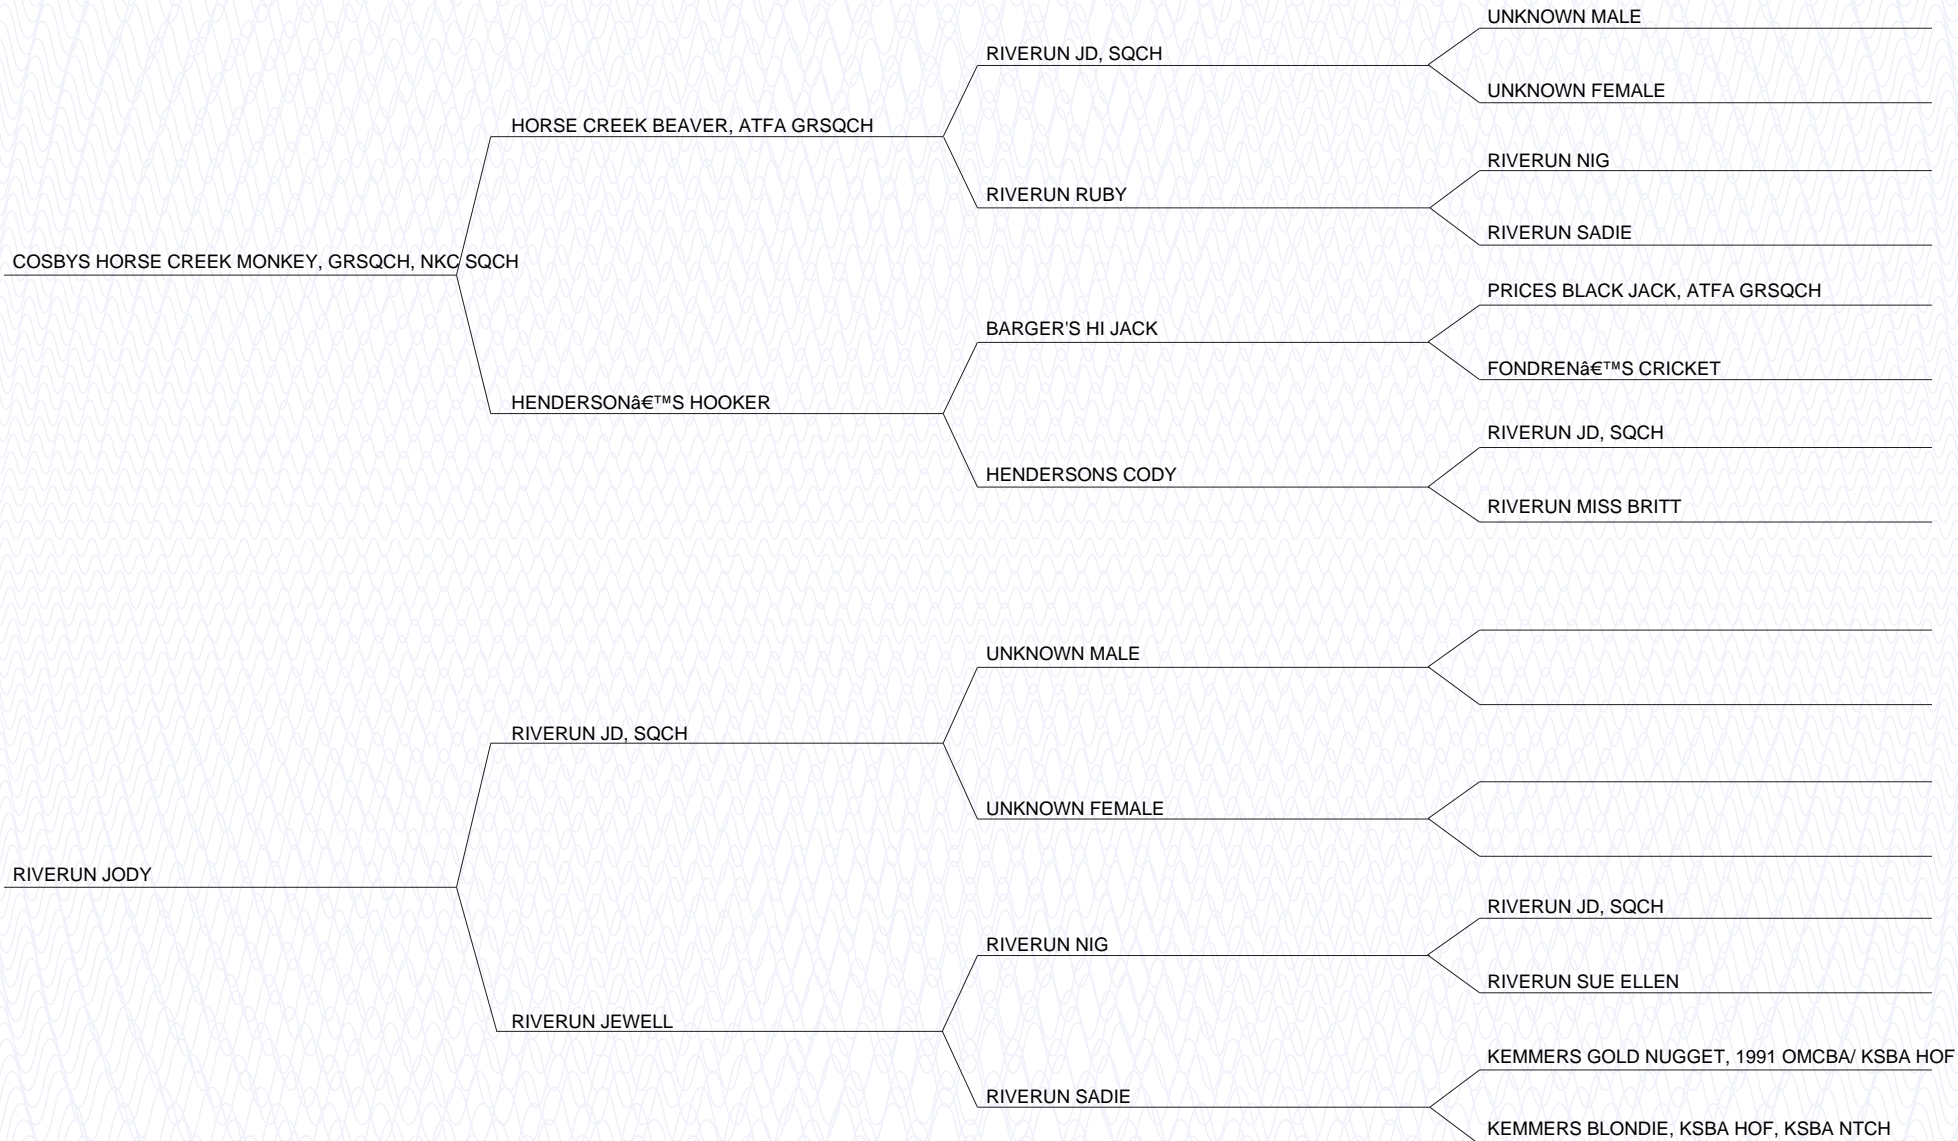 UNKNOWN MALE
RIVERUN JD, SQCH
UNKNOWN FEMALE
HORSE CREEK BEAVER, ATFA GRSQCH
RIVERUN NIG
RIVERUN RUBY
RIVERUN SADIE
COSBYS HORSE CREEK MONKEY, GRSQCH, NKC SQCH
PRICES BLACK JACK, ATFA GRSQCH
BARGER'S HI JACK
FONDRENâ€™S CRICKET
HENDERSONâ€™S HOOKER
RIVERUN JD, SQCH
HENDERSONS CODY
RIVERUN MISS BRITT
UNKNOWN MALE
RIVERUN JD, SQCH
UNKNOWN FEMALE
RIVERUN JODY
RIVERUN JD, SQCH
RIVERUN NIG
RIVERUN SUE ELLEN
RIVERUN JEWELL
KEMMERS GOLD NUGGET, 1991 OMCBA/ KSBA HOF
RIVERUN SADIE
KEMMERS BLONDIE, KSBA HOF, KSBA NTCH